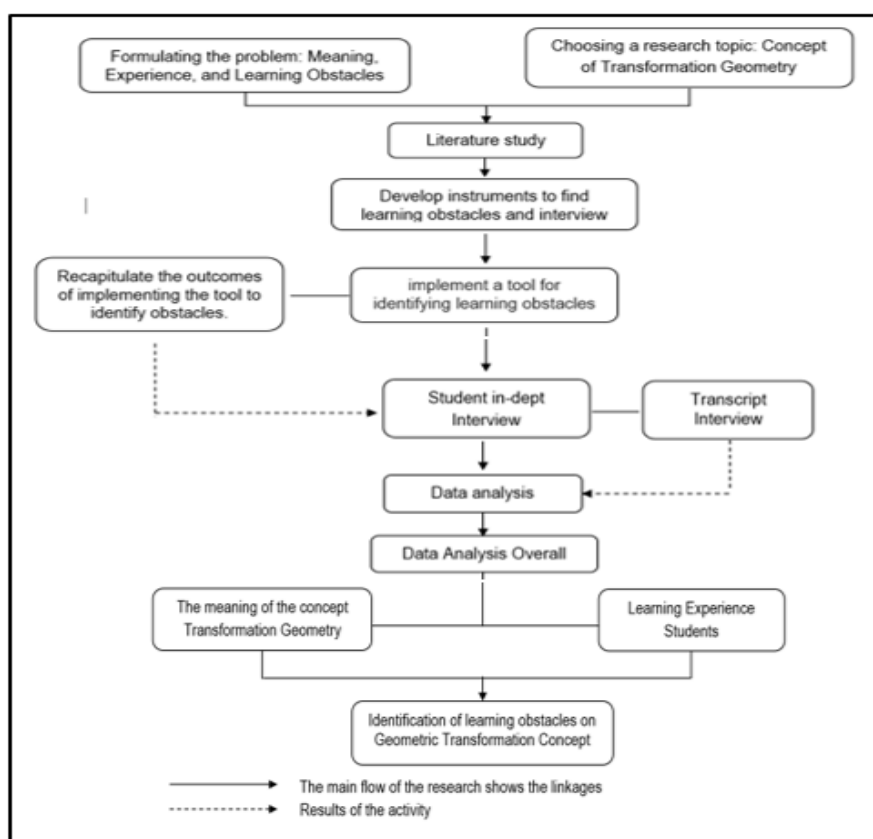 Formulating the problem: Meaning,
Experience, and Learning Obstacles
Choosing a research topic: Concept
of Transformation Geometry
Literature study
Develop instruments to find
learning obstacles and interview
Recapitulate the outcomes
of implementing the tool to
identify obstacles.
implement a tool for
identifying learning obstacles
Student in-dept
Interview
Transcript
Interview
Data analysis
Data Analysis Overall
The meaning of the concept
Transformation Geometry
Learning Experience
Students
Identification of learning obstacles on
Geometric Transformation Concept
The main flow of the research shows the linkages
Results of the activity